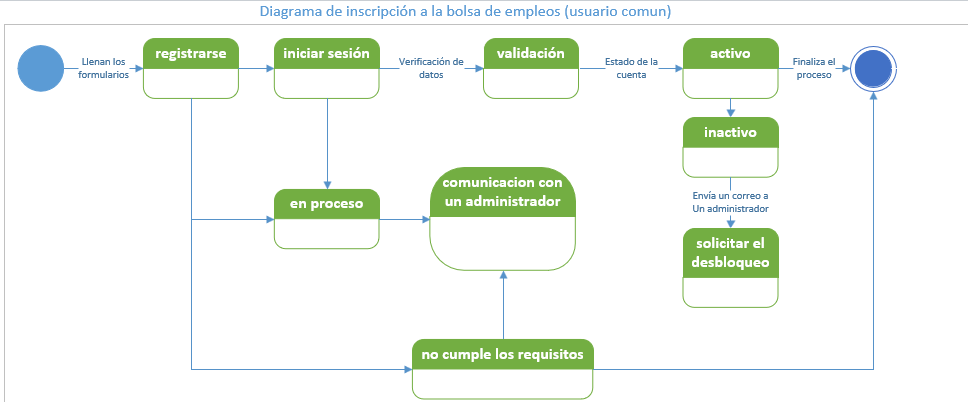 Diagrama de inscripción a la bolsa de empleos (usuario comun)
Llenan los
formularios
registrarse
iniciar sesión
Verificación de
datos
validación
Estado de la
cuenta
activo
Finaliza el
proceso
inactivo
Envía un correo a
Un administrador
solicitar el
desbloqueo
en proceso
comunicacion con
un administrador
no cumple los requisitos